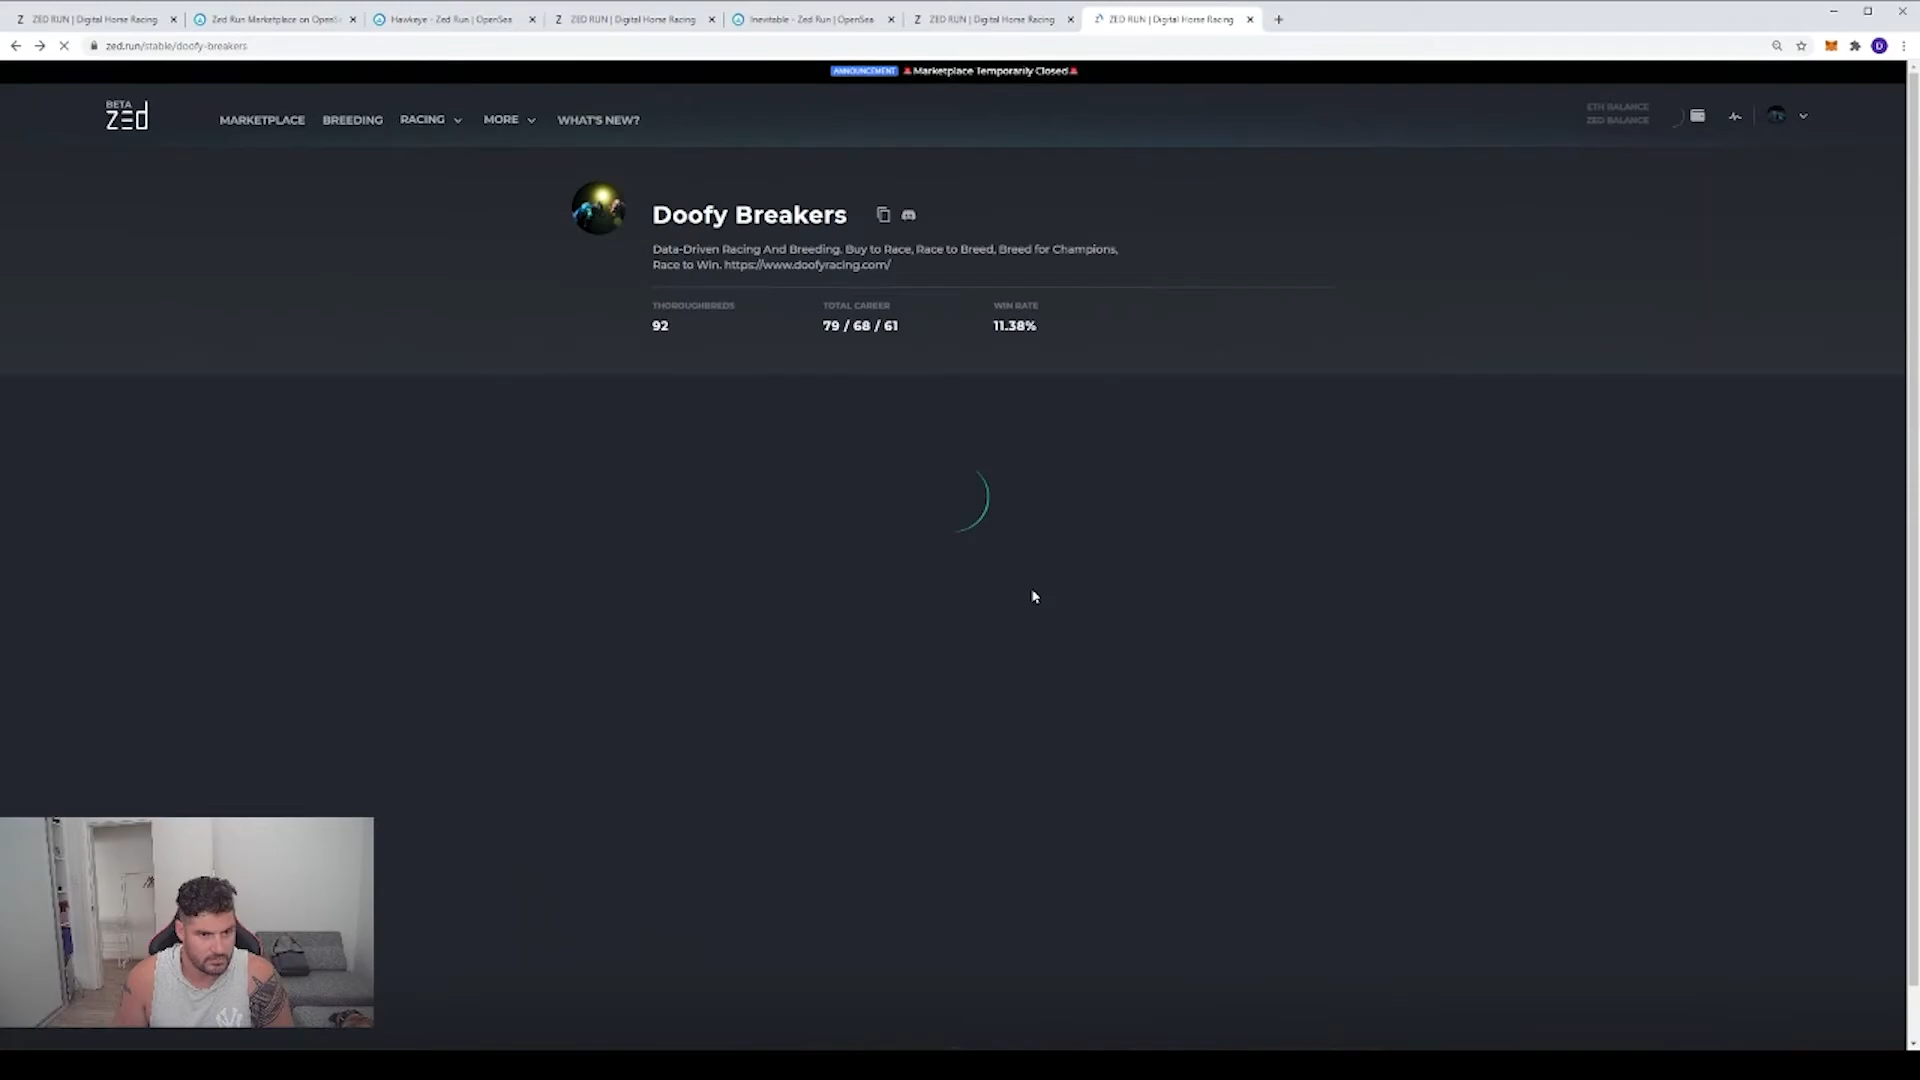 ZED RUN | Digital Horse Racing
Zed Run Marketplace on OpenS
Hawkeye - Zed Run | OpenSea
ZED RUN | Digital Horse Racing
Inevitable - Zed Run | OpenSea
ZED RUN | Digital Horse Racing
ZED RUN | Digital Horse Racing
zed.run/stable/doofy-breakers
D
ANNOUNCEMENT 🚨Marketplace Temporarily Closed🚨
BETA
zed
MARKETPLACE
BREEDING
RACING
MORE
WHAT'S NEW?
ETH BALANCE
ZED BALANCE
Doofy Breakers
Data-Driven Racing And Breeding. Buy to Race, Race to Breed, Breed for Champions,
Race to Win. https://www.doofyracing.com/
THOROUGHBREDS
TOTAL CAREER
WIN RATE
92
79 / 68 / 61
11.38%